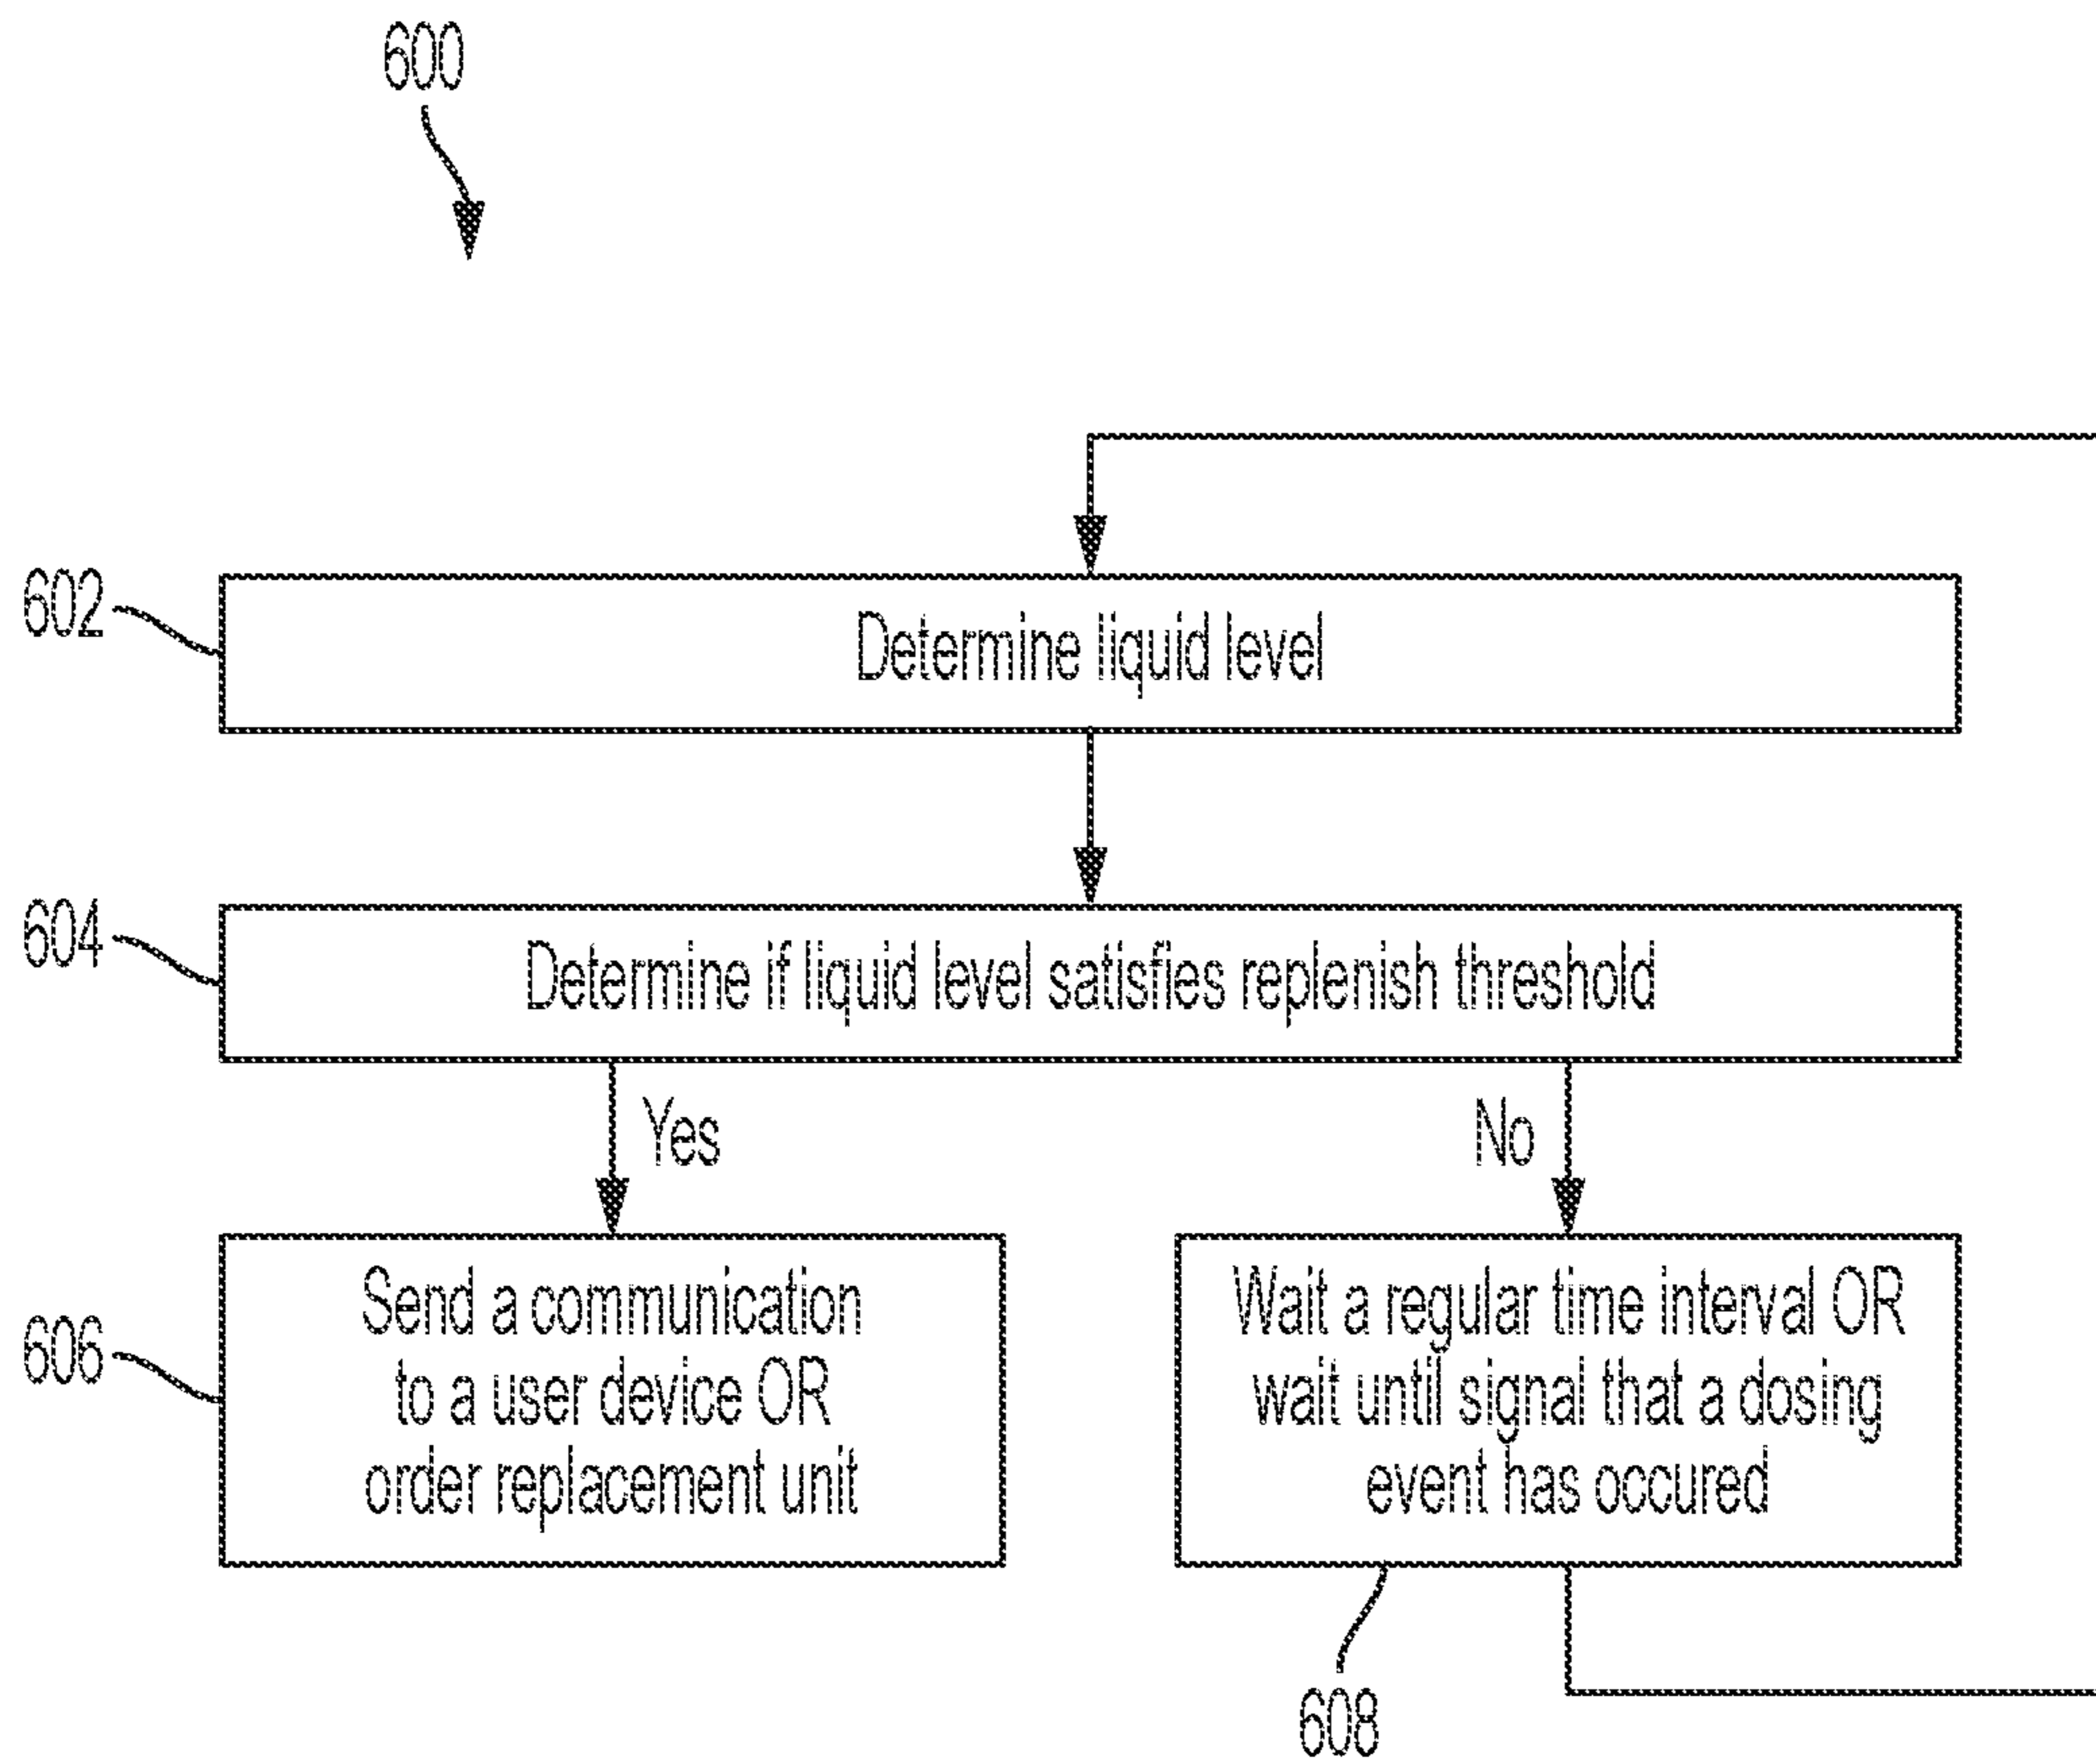 600
602
Determine liquid level
604
Determine if liquid level satisfies replenish threshold
Yes
No
606
Send a communication
to a user device OR
order replacement unit
Wait a regular time interval OR
wait until signal that a dosing
event has occured
608